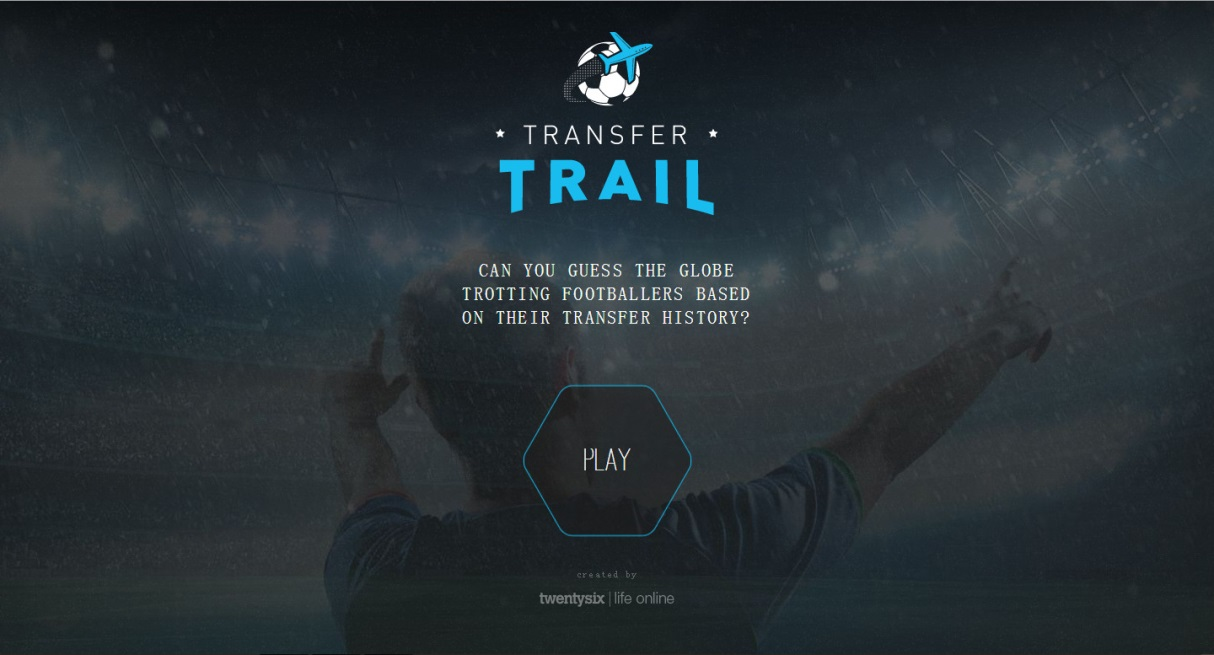 TRANSFER
TRAIL
CAN YOU GUESS THE GLOBE
TROTTING FOOTBALLERS BASED
ON THEIR TRANSFER HISTORY?
PLAY
created by
twentysix | life online